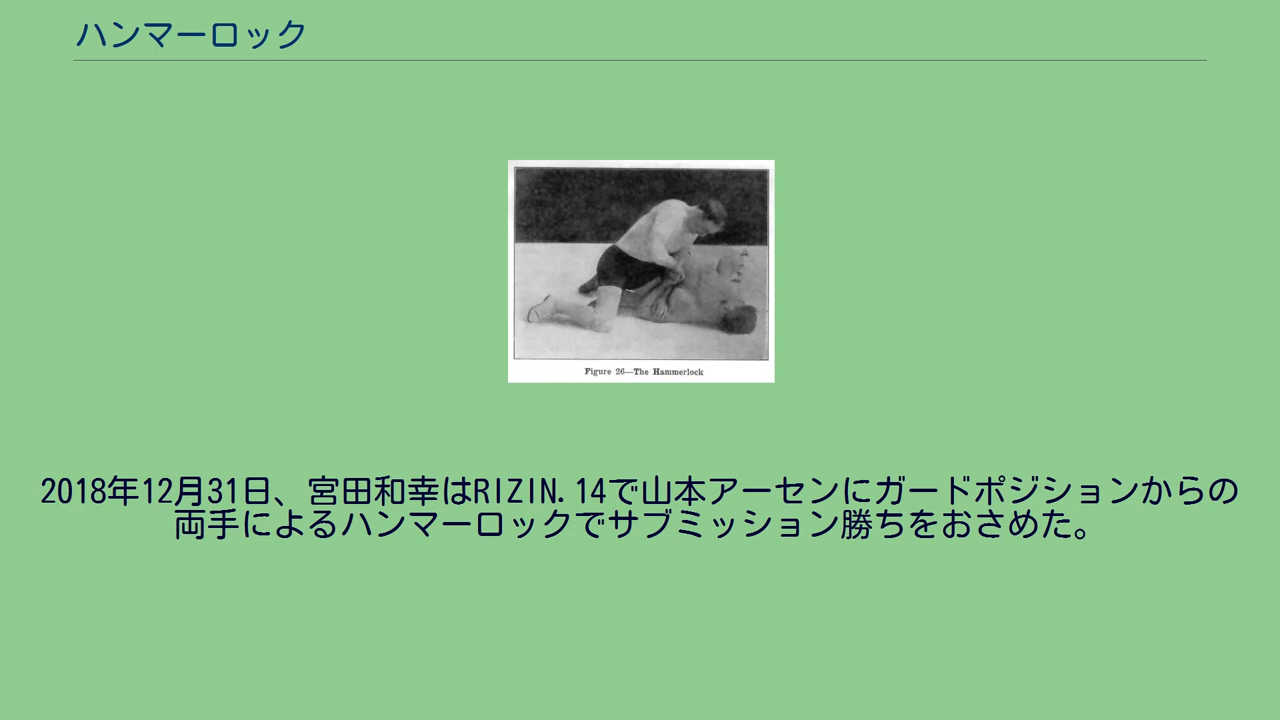 ハンマーロック
Figure 26—The Hammerlock
2018年12月31日、宮田和幸はRIZIN.14で山本アーセンにガードポジションからの
両手によるハンマーロックでサブミッション勝ちをおさめた。